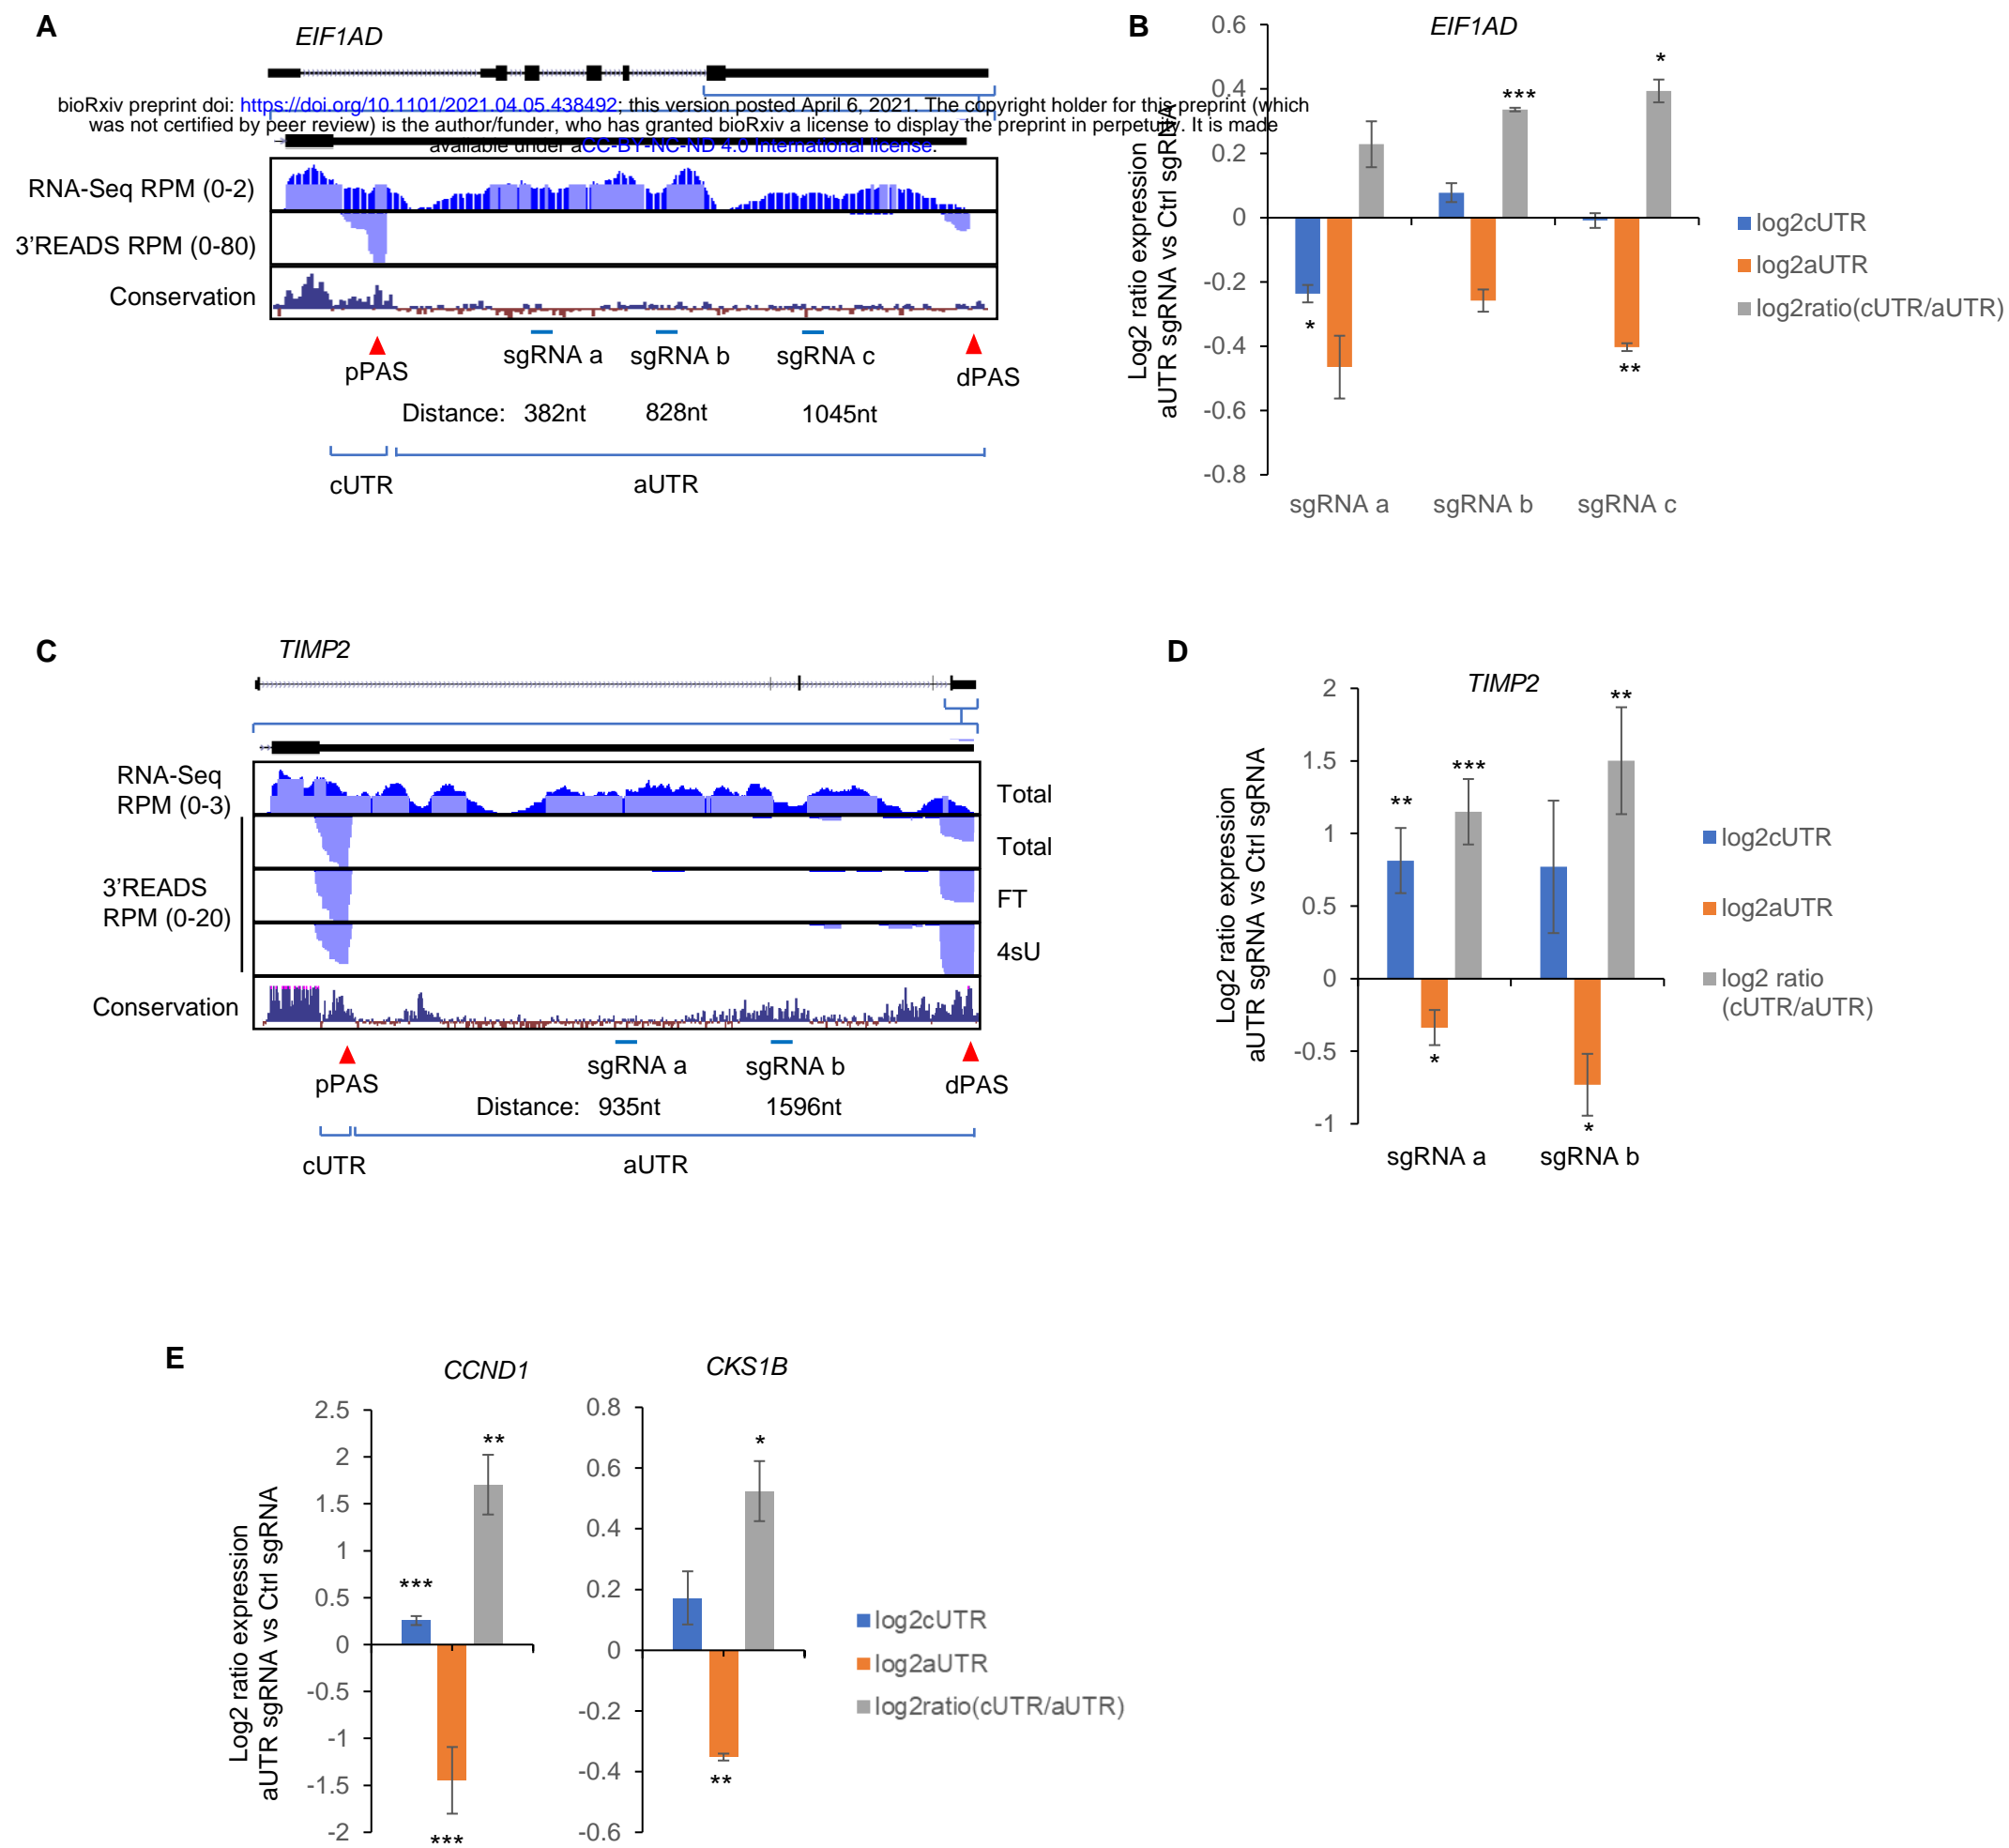 A
EIF1AD
bioRxiv preprint doi: https://doi.org/10.1101/2021.04.05.438492; this version posted April 6, 2021. The copyright holder for this preprint (which
was not certified by peer review) is the author/funder, who has granted bioRxiv a license to display the preprint in perpetuity. It is made
available under aCC-BY-NC-ND 4.0 International license.
RNA-Seq RPM (0-2)
3'READS RPM (0-80)
Conservation
pPAS
sgRNA a
sgRNA b
sgRNA c
dPAS
Distance: 382nt 828nt 1045nt
cUTR
aUTR
B
EIF1AD
Log2 ratio expression
aUTR sgRNA vs Ctrl sgRNA
0.6
0.4
0.2
0
-0.2
-0.4
-0.6
-0.8
*
***
*
**
sgRNA a
sgRNA b
sgRNA c
log2cUTR
log2aUTR
log2ratio(cUTR/aUTR)
C
TIMP2
RNA-Seq
RPM (0-3)
Total
Total
3'READS
RPM (0-20)
FT
4sU
Conservation
pPAS
sgRNA a
sgRNA b
dPAS
Distance: 935nt 1596nt
cUTR
aUTR
D
TIMP2
Log2 ratio expression
aUTR sgRNA vs Ctrl sgRNA
2
1.5
1
0.5
0
-0.5
-1
**
***
*
**
*
sgRNA a
sgRNA b
log2cUTR
log2aUTR
log2 ratio
(cUTR/aUTR)
E
CCND1
Log2 ratio expression
aUTR sgRNA vs Ctrl sgRNA
2.5
2
1.5
1
0.5
0
-0.5
-1
-1.5
-2
***
**
***
CKS1B
0.8
0.6
0.4
0.2
0
-0.2
-0.4
-0.6
*
**
log2cUTR
log2aUTR
log2ratio(cUTR/aUTR)